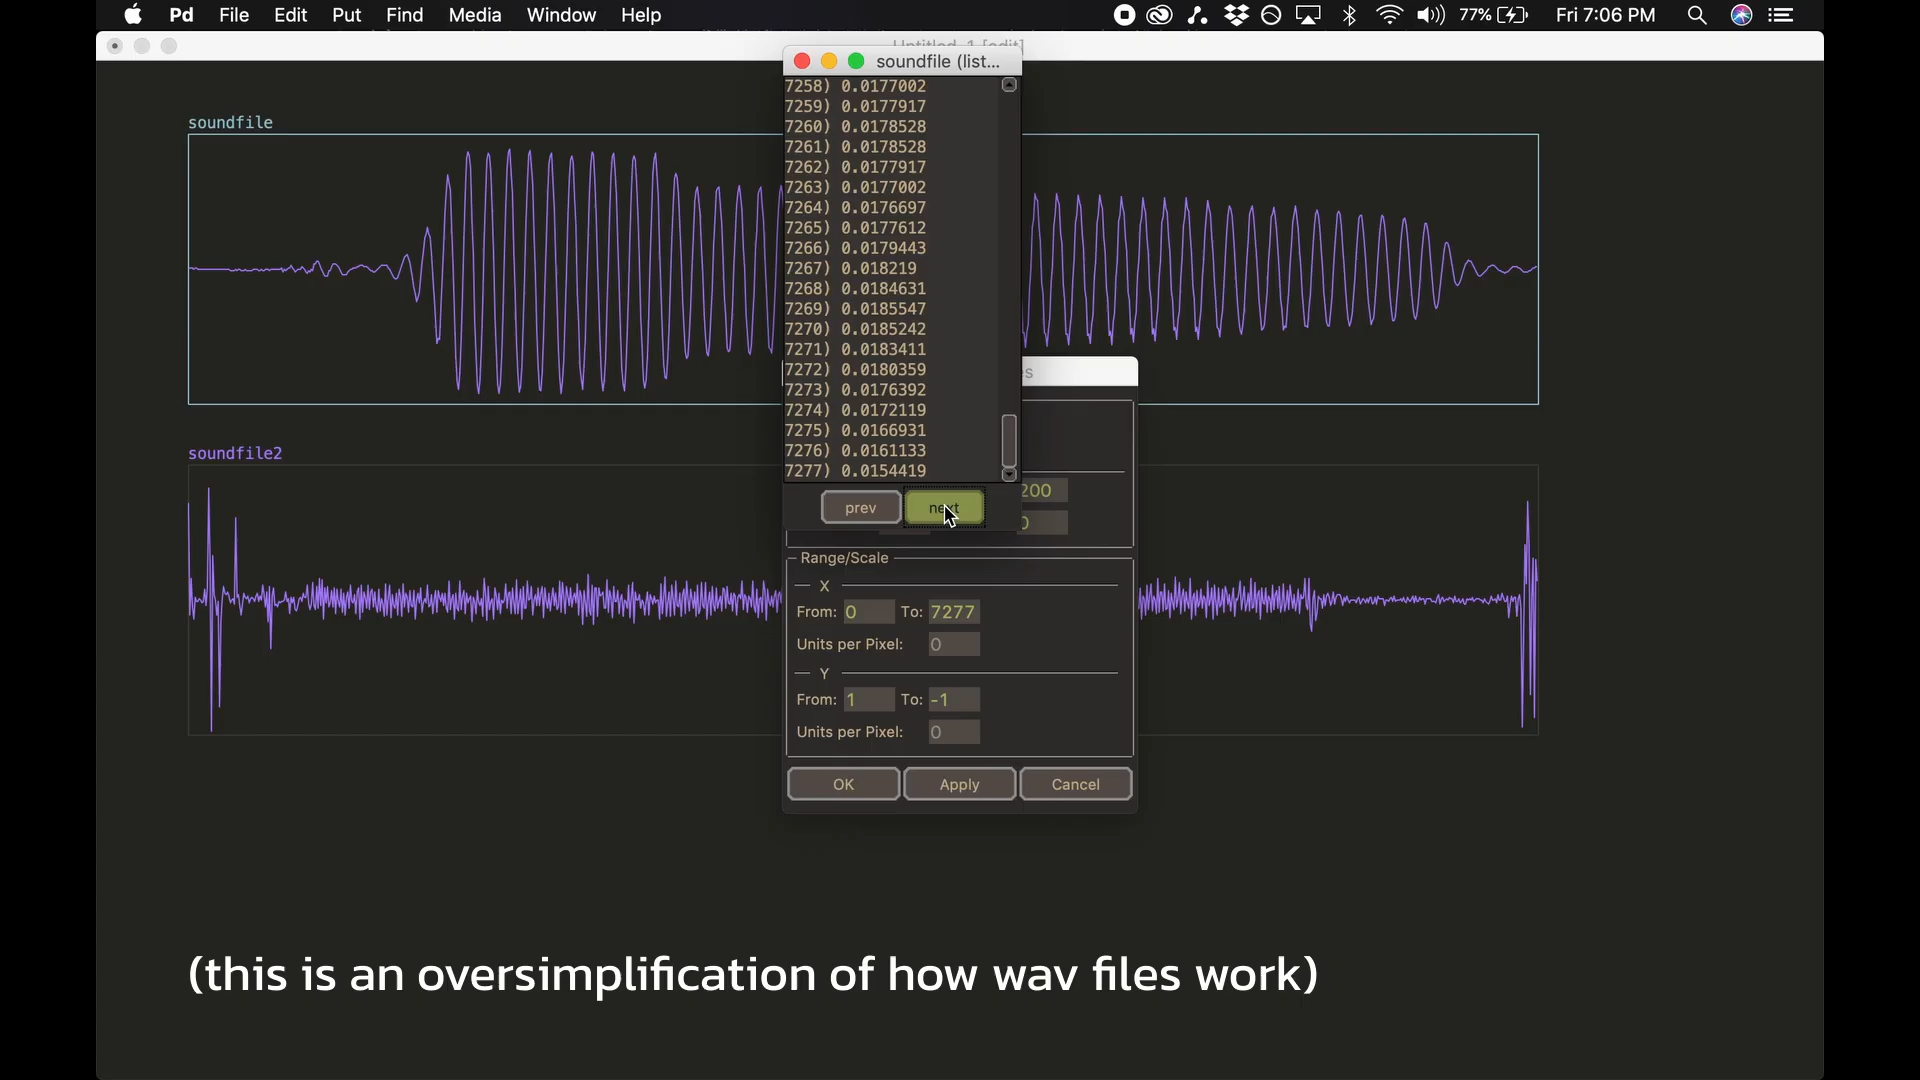 Pd File Edit Put Find Media Window Help 77% Fri 7:06 PM
soundfile (list...
soundfile
7258) 0.0177002
7259) 0.0177917
7260) 0.0178528
7261) 0.0178528
7262) 0.0177917
7263) 0.0177002
7264) 0.0176697
7265) 0.0177612
7266) 0.0179443
7267) 0.018219
7268) 0.0184631
7269) 0.0185547
7270) 0.0185242
7271) 0.0183411
7272) 0.0180359
7273) 0.0176392
7274) 0.0172119
7275) 0.0166931
7276) 0.0161133
7277) 0.0154419
prev next
soundfile2
Range/Scale
X
From: 0 To: 7277
Units per Pixel: 0
Y
From: 1 To: -1
Units per Pixel: 0
OK Apply Cancel
(this is an oversimplification of how wav files work)